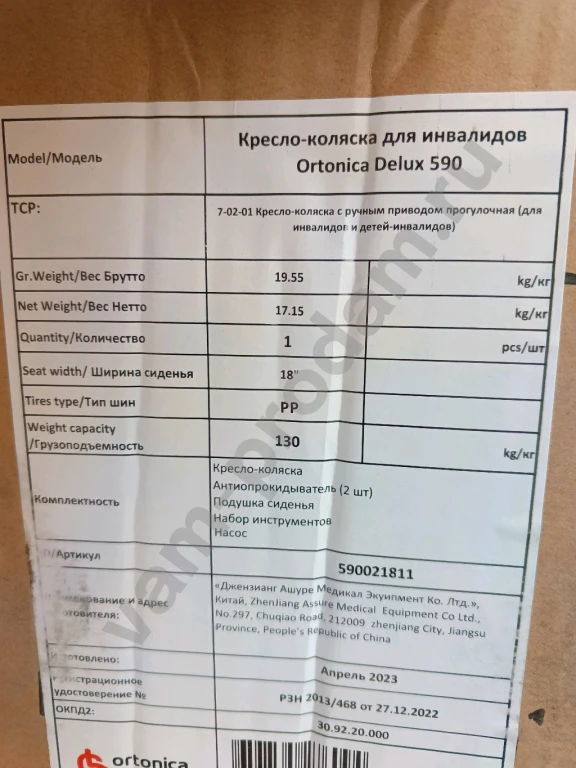 Model/Модель
Кресло-коляска для инвалидов
Ortonica Delux 590
ТСР:
7-02-01 Кресло-коляска с ручным приводом прогулочная (для
инвалидов и детей-инвалидов)
Gr.Weight/Вес Брутто 19.55 kg/кг
Net Weight/Вес Нетто 17.15 kg/кг
Quantity/Количество 1 pcs/шт
Seat width/ Ширина сиденья 18"
Tires type/Тип шин PP
Weight capacity
/Грузоподъемность 130 kg/кг
Комплектность
Кресло-коляска
Антиопрокидыватель (2 шт)
Подушка сиденья
Набор инструментов
Насос
/Артикул 590021811
и адрес
«Джензианг Ашуре Медикал Экуипмент Ко. Лтд.»,
Китай, ZhenJiang Assure Medical Equipment Co Ltd.,
No.297, Chuqiao Road, 212009 zhenjiang City, Jiangsu
Province, People's Republic of China
Апрель 2023
удостоверение №
РЗН 2013/468 от 27.12.2022
ОКПД2:
30.92.20.000
ortonica
vam-prodam.ru